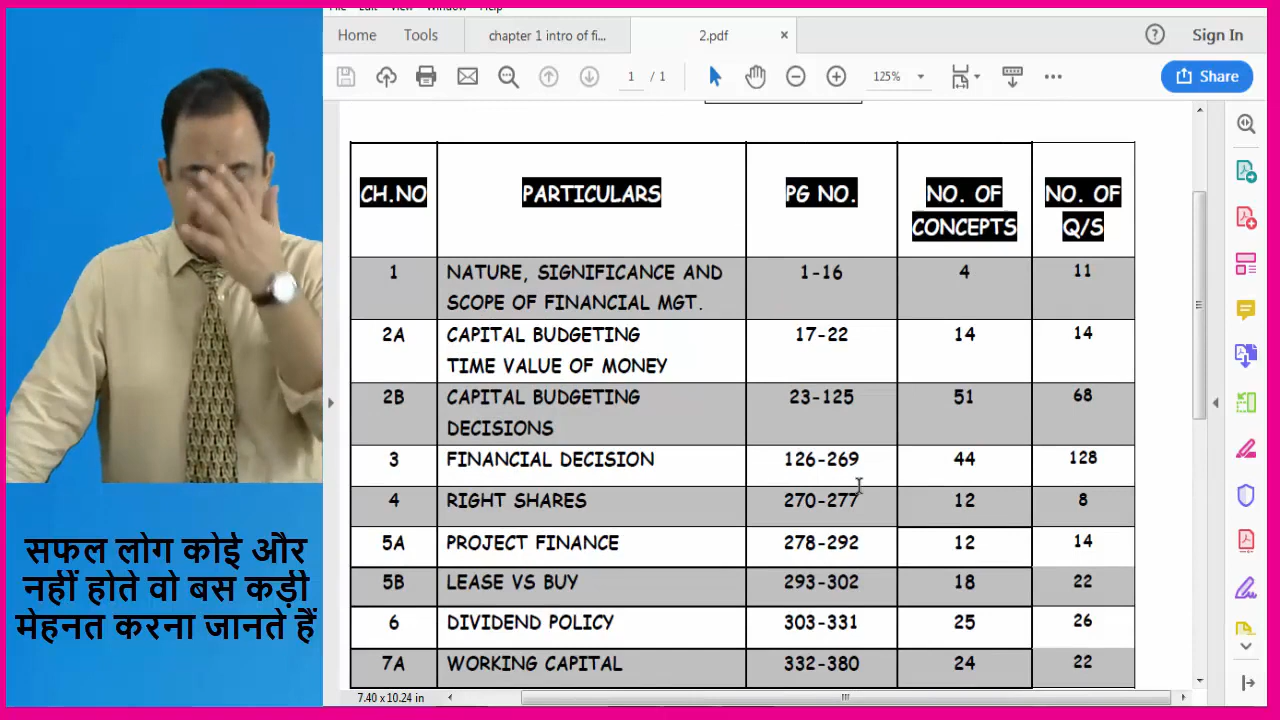 File Edit View Window Help
Home Tools chapter 1 intro of fi... 2.pdf × Sign In
1 / 1 125% Share
CH.NO PARTICULARS PG NO. NO. OF CONCEPTS NO. OF Q/S
1 NATURE, SIGNIFICANCE AND SCOPE OF FINANCIAL MGT. 1-16 4 11
2A CAPITAL BUDGETING TIME VALUE OF MONEY 17-22 14 14
2B CAPITAL BUDGETING DECISIONS 23-125 51 68
3 FINANCIAL DECISION 126-269 44 128
4 RIGHT SHARES 270-277 12 8
5A PROJECT FINANCE 278-292 12 14
5B LEASE VS BUY 293-302 18 22
6 DIVIDEND POLICY 303-331 25 26
7A WORKING CAPITAL 332-380 24 22
7.40 x 10.24 in
सफल लोग कोई और
नहीं होते वो बस कड़ी
मेहनत करना जानते हैं